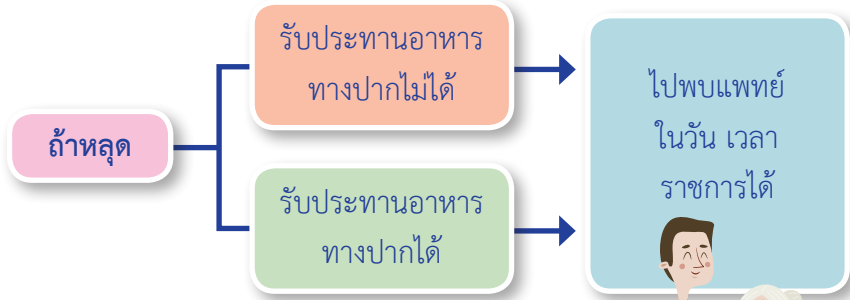 ถ้าหลุด
รับประทานอาหาร
ทางปากไม่ได้
รับประทานอาหาร
ทางปากได้
ไปพบแพทย์
ในวัน เวลา
ราชการได้